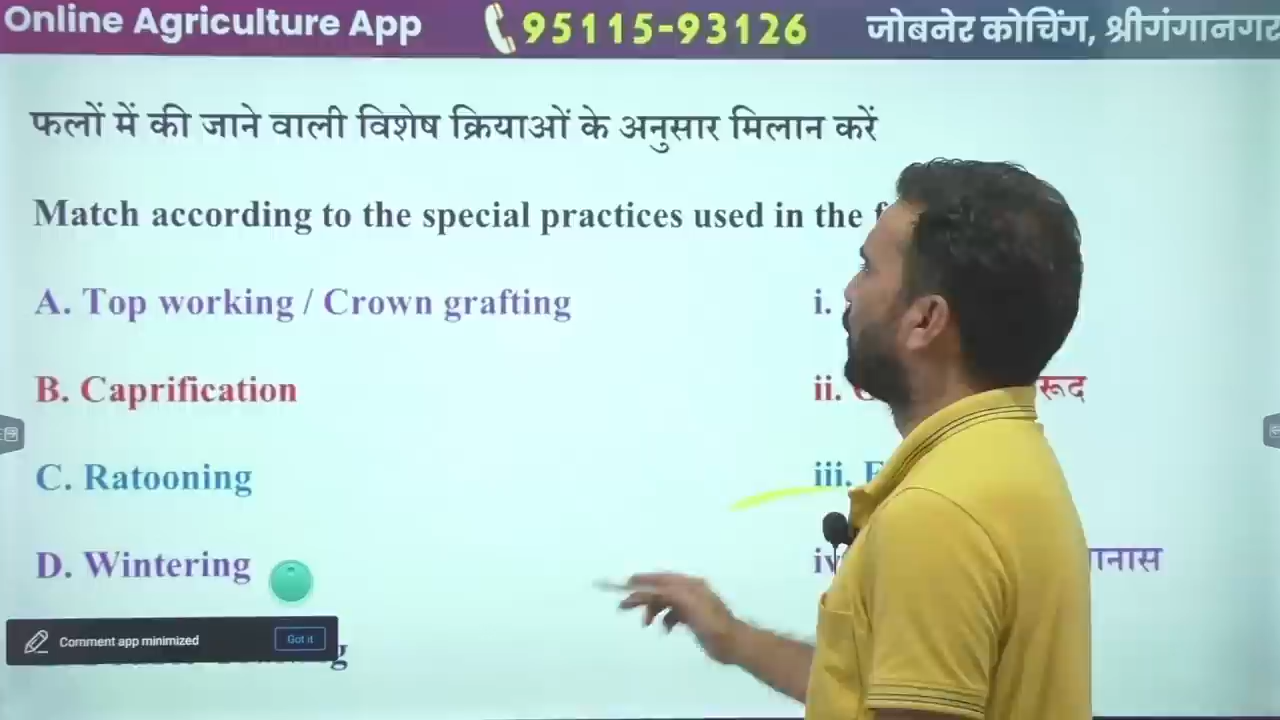 Online Agriculture App 95115-93126 जोबनेर कोचिंग, श्रीगंगानगर
फलों में की जाने वाली विशेष क्रियाओं के अनुसार मिलान करें
Match according to the special practices used in the
A. Top working / Crown grafting i.
B. Caprification ii. रूद
C. Ratooning iii.
D. Wintering iv ानास
Comment app minimized Got it